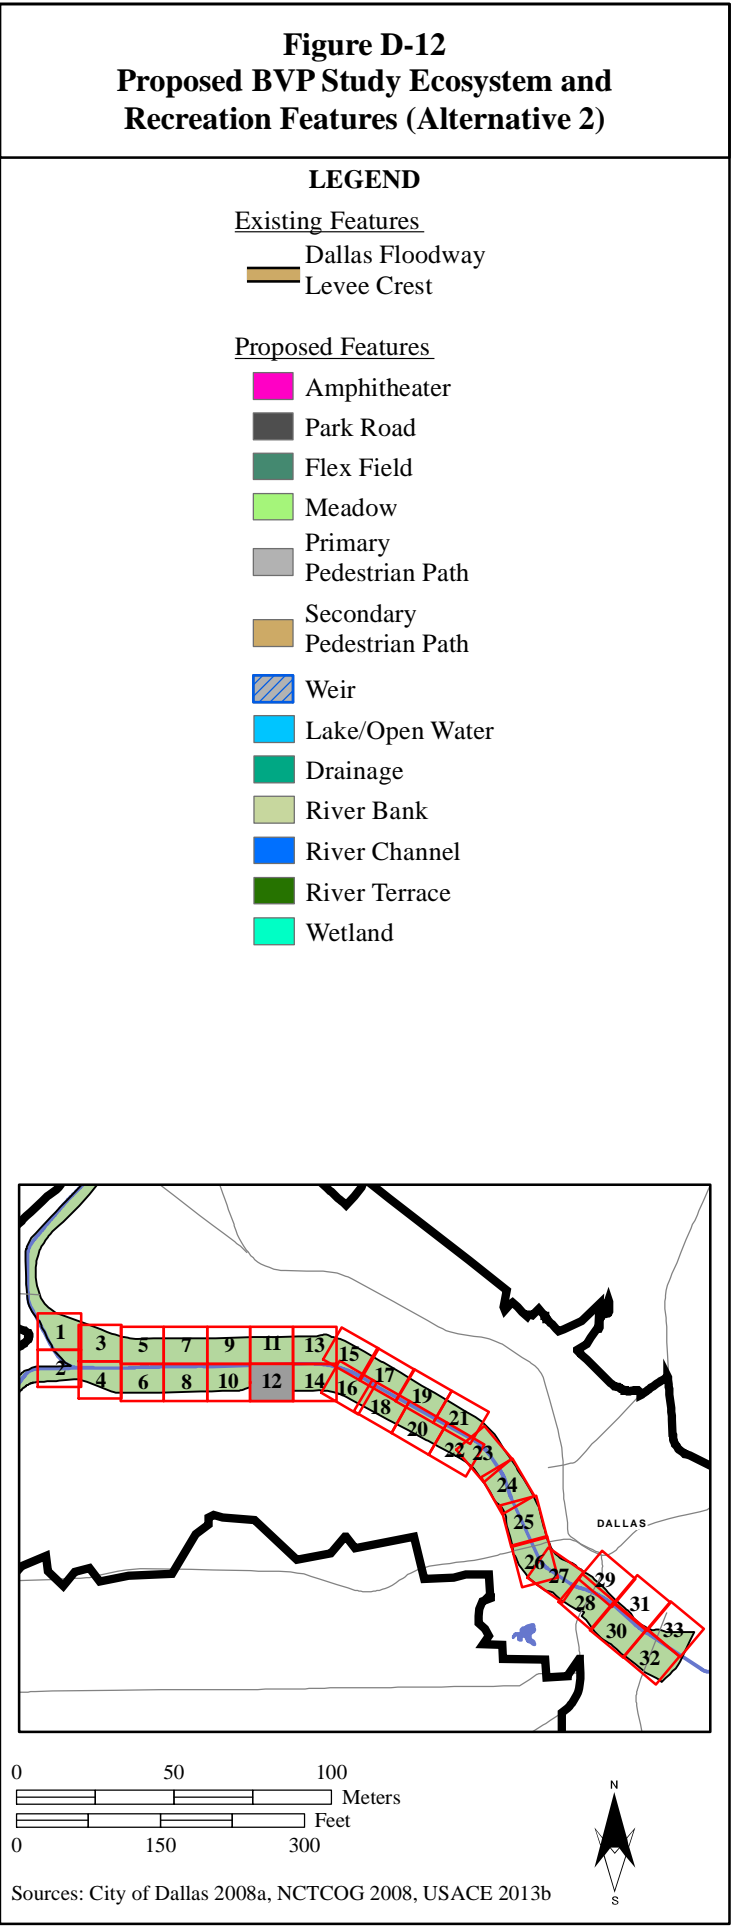 Figure D-12
Proposed BVP Study Ecosystem and
Recreation Features (Alternative 2)
LEGEND
Existing Features
Dallas Floodway
Levee Crest
Proposed Features
Amphitheater
Park Road
Flex Field
Meadow
Primary
Pedestrian Path
Secondary
Pedestrian Path
Weir
Lake/Open Water
Drainage
River Bank
River Channel
River Terrace
Wetland
1
3
5
7
9
11
13
15
2
4
6
8
10
12
14
16
17
18
19
20
21
22
23
24
25
DALLAS
26
27
28
29
30
31
32
33
0 50 100
Meters
Feet
0 150 300
N
S
Sources: City of Dallas 2008a, NCTCOG 2008, USACE 2013b